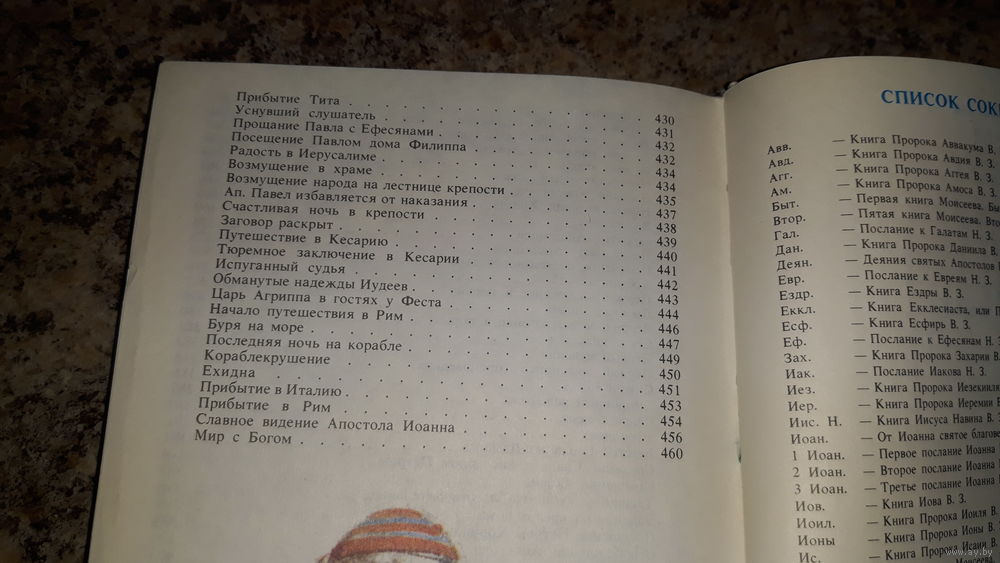 Прибытие Тита . . . 430
Уснувший слушатель . . . 431
Прощание Павла с Ефесянами . . . 432
Посещение Павлом дома Филиппа . . . 432
Радость в Иерусалиме . . . 434
Возмущение в храме . . . 434
Возмущение народа на лестнице крепости . . . 435
Ап. Павел избавляется от наказания . . . 437
Счастливая ночь в крепости . . . 438
Заговор раскрыт . . . 439
Путешествие в Кесарию . . . 440
Тюремное заключение в Кесарии . . . 441
Испуганный судья . . . 442
Обманутые надежды Иудеев . . . 443
Царь Агриппа в гостях у Феста . . . 444
Начало путешествия в Рим . . . 446
Буря на море . . . 447
Последняя ночь на корабле . . . 449
Кораблекрушение . . . 450
Ехидна . . . 451
Прибытие в Италию . . . 453
Прибытие в Рим . . . 454
Славное видение Апостола Иоанна . . . 456
Мир с Богом . . . 460
СПИСОК СОК
Авв. — Книга Пророка Аввакума В.
Авд. — Книга Пророка Авдия В. З.
Агг. — Книга Пророка Аггея В. З.
Ам. — Книга Пророка Амоса В. З.
Быт. — Первая книга Моисеева. Бы
Втор. — Пятая книга Моисеева. Втор
Гал. — Послание к Галатам Н. З.
Дан. — Книга Пророка Даниила В.
Деян. — Деяния святых Апостолов
Евр. — Послание к Евреям Н. З.
Ездр. — Книга Ездры В. З.
Еккл. — Книга Екклесиаста, или П
Есф. — Книга Есфирь В. З.
Еф. — Послание к Ефесянам Н. З
Зах. — Книга Пророка Захарии В.
Иак. — Послание Иакова Н. З.
Иез. — Книга Пророка Иезекииля
Иер. — Книга Пророка Иеремии
Иис. Н. — Книга Иисуса Навина В.
Иоан. — От Иоанна святое благове
1 Иоан. — Первое послание Иоанна
2 Иоан. — Второе послание Иоанна
3 Иоан. — Третье послание Иоанна
Иов. — Книга Иова В. З.
Иоил. — Книга Пророка Иоиля В.
Ионы — Книга Пророка Ионы В.
Ис. — Книга Пророка Исаии В.
Моисеева.
www.ay.by